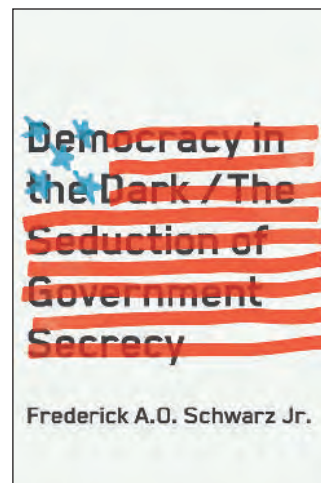 Democracy in
the Dark / The
Seduction of
Government
Secrecy
Frederick A.O. Schwarz Jr.